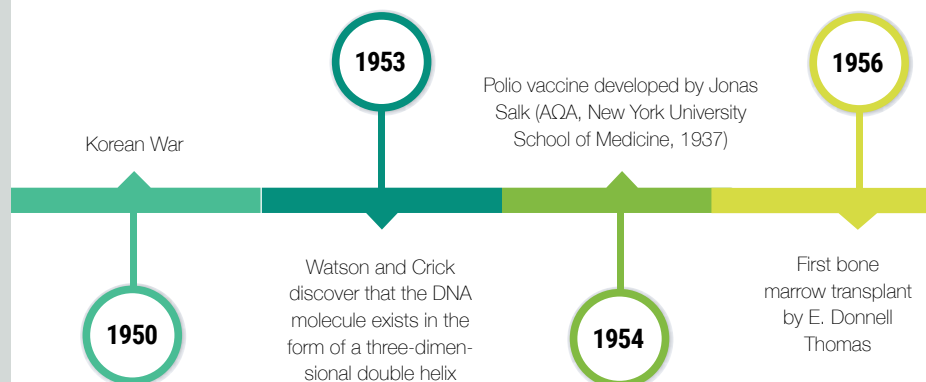 Korean War
1950
1953
Watson and Crick
discover that the DNA
molecule exists in the
form of a three-dimen-
sional double helix
Polio vaccine developed by Jonas
Salk (AΩA, New York University
School of Medicine, 1937)
1954
1956
First bone
marrow transplant
by E. Donnell
Thomas